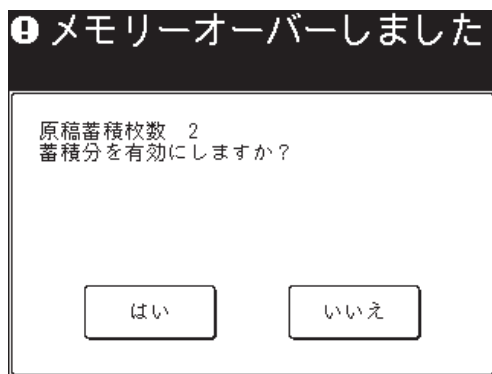 メモリーオーバーしました
原稿蓄積枚数 2
蓄積分を有効にしますか？
はい
いいえ